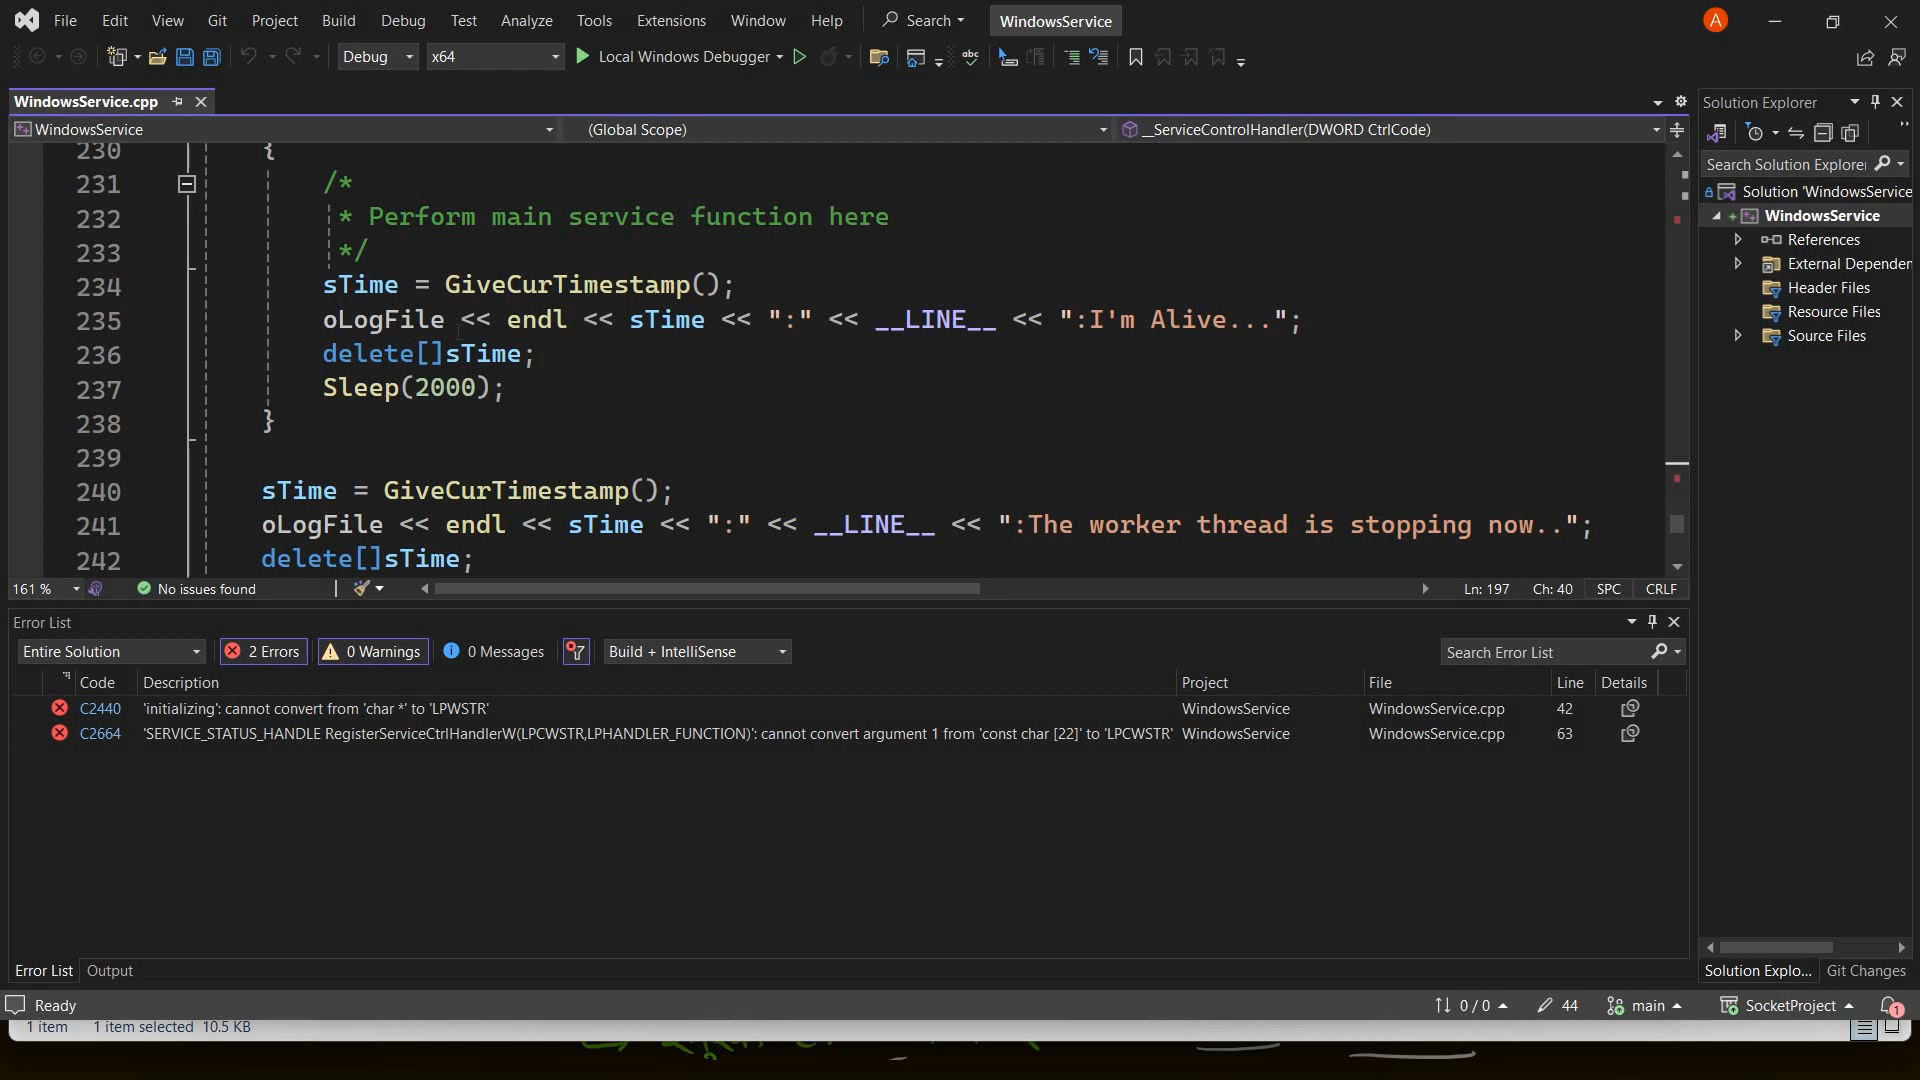 File Edit View Git Project Build Debug Test Analyze Tools Extensions Window Help Search WindowsService A
Debug x64 Local Windows Debugger
WindowsService.cpp
WindowsService (Global Scope) __ServiceControlHandler(DWORD CtrlCode)
230 {
231 /*
232 * Perform main service function here
233 */
234 sTime = GiveCurTimestamp();
235 oLogFile << endl << sTime << ":" << __LINE__ << ":I'm Alive...";
236 delete[]sTime;
237 Sleep(2000);
238 }
239
240 sTime = GiveCurTimestamp();
241 oLogFile << endl << sTime << ":" << __LINE__ << ":The worker thread is stopping now..";
242 delete[]sTime;
161 % No issues found Ln: 197 Ch: 40 SPC CRLF
Error List
Entire Solution 2 Errors 0 Warnings 0 Messages Build + IntelliSense Search Error List
Code Description Project File Line Details
C2440 'initializing': cannot convert from 'char *' to 'LPWSTR' WindowsService WindowsService.cpp 42
C2664 'SERVICE_STATUS_HANDLE RegisterServiceCtrlHandlerW(LPCWSTR,LPHANDLER_FUNCTION)': cannot convert argument 1 from 'const char [22]' to 'LPCWSTR' WindowsService WindowsService.cpp 63
Error List Output
Solution Explorer
Search Solution Explorer
Solution 'WindowsService
WindowsService
References
External Dependen
Header Files
Resource Files
Source Files
Solution Explo... Git Changes
Ready 0 / 0 44 main SocketProject 1
1 item 1 item selected 10.5 KB